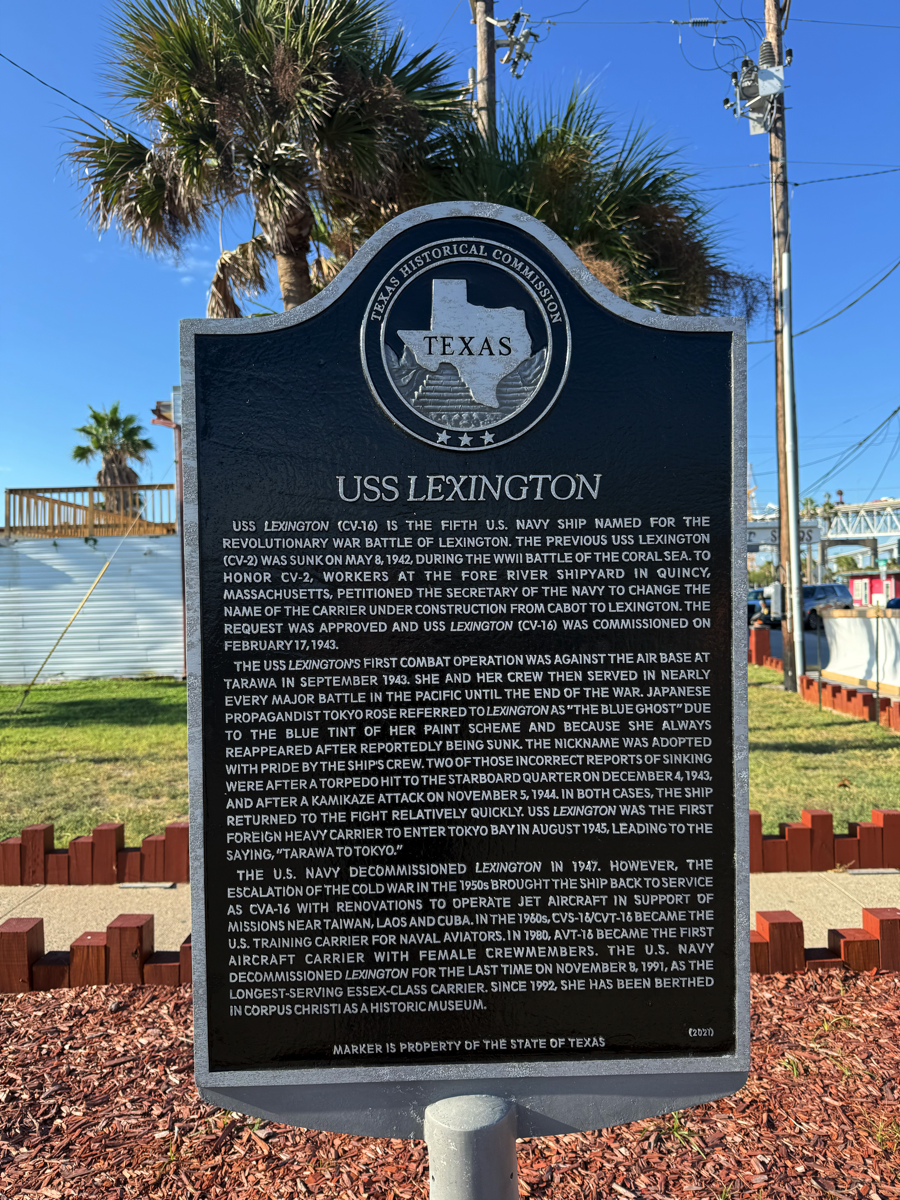 TEXAS HISTORICAL COMMISSION
TEXAS
USS LEXINGTON
USS LEXINGTON (CV-16) IS THE FIFTH U.S. NAVY SHIP NAMED FOR THE
REVOLUTIONARY WAR BATTLE OF LEXINGTON. THE PREVIOUS USS LEXINGTON
(CV-2) WAS SUNK ON MAY 8, 1942, DURING THE WWII BATTLE OF THE CORAL SEA. TO
HONOR CV-2, WORKERS AT THE FORE RIVER SHIPYARD IN QUINCY,
MASSACHUSETTS, PETITIONED THE SECRETARY OF THE NAVY TO CHANGE THE
NAME OF THE CARRIER UNDER CONSTRUCTION FROM CABOT TO LEXINGTON. THE
REQUEST WAS APPROVED AND USS LEXINGTON (CV-16) WAS COMMISSIONED ON
FEBRUARY 17, 1943.
THE USS LEXINGTON'S FIRST COMBAT OPERATION WAS AGAINST THE AIR BASE AT
TARAWA IN SEPTEMBER 1943. SHE AND HER CREW THEN SERVED IN NEARLY
EVERY MAJOR BATTLE IN THE PACIFIC UNTIL THE END OF THE WAR. JAPANESE
PROPAGANDIST TOKYO ROSE REFERRED TO LEXINGTON AS "THE BLUE GHOST" DUE
TO THE BLUE TINT OF HER PAINT SCHEME AND BECAUSE SHE ALWAYS
REAPPEARED AFTER REPORTEDLY BEING SUNK. THE NICKNAME WAS ADOPTED
WITH PRIDE BY THE SHIP'S CREW. TWO OF THOSE INCORRECT REPORTS OF SINKING
WERE AFTER A TORPEDO HIT TO THE STARBOARD QUARTER ON DECEMBER 4, 1943,
AND AFTER A KAMIKAZE ATTACK ON NOVEMBER 5, 1944. IN BOTH CASES, THE SHIP
RETURNED TO THE FIGHT RELATIVELY QUICKLY. USS LEXINGTON WAS THE FIRST
FOREIGN HEAVY CARRIER TO ENTER TOKYO BAY IN AUGUST 1945, LEADING TO THE
SAYING, "TARAWA TO TOKYO."
THE U.S. NAVY DECOMMISSIONED LEXINGTON IN 1947. HOWEVER, THE
ESCALATION OF THE COLD WAR IN THE 1950s BROUGHT THE SHIP BACK TO SERVICE
AS CVA-16 WITH RENOVATIONS TO OPERATE JET AIRCRAFT IN SUPPORT OF
MISSIONS NEAR TAIWAN, LAOS AND CUBA. IN THE 1960s, CVS-16/CVT-16 BECAME THE
U.S. TRAINING CARRIER FOR NAVAL AVIATORS. IN 1980, AVT-16 BECAME THE FIRST
AIRCRAFT CARRIER WITH FEMALE CREWMEMBERS. THE U.S. NAVY
DECOMMISSIONED LEXINGTON FOR THE LAST TIME ON NOVEMBER 8, 1991, AS THE
LONGEST-SERVING ESSEX-CLASS CARRIER. SINCE 1992, SHE HAS BEEN BERTHED
IN CORPUS CHRISTI AS A HISTORIC MUSEUM.
(2021)
MARKER IS PROPERTY OF THE STATE OF TEXAS